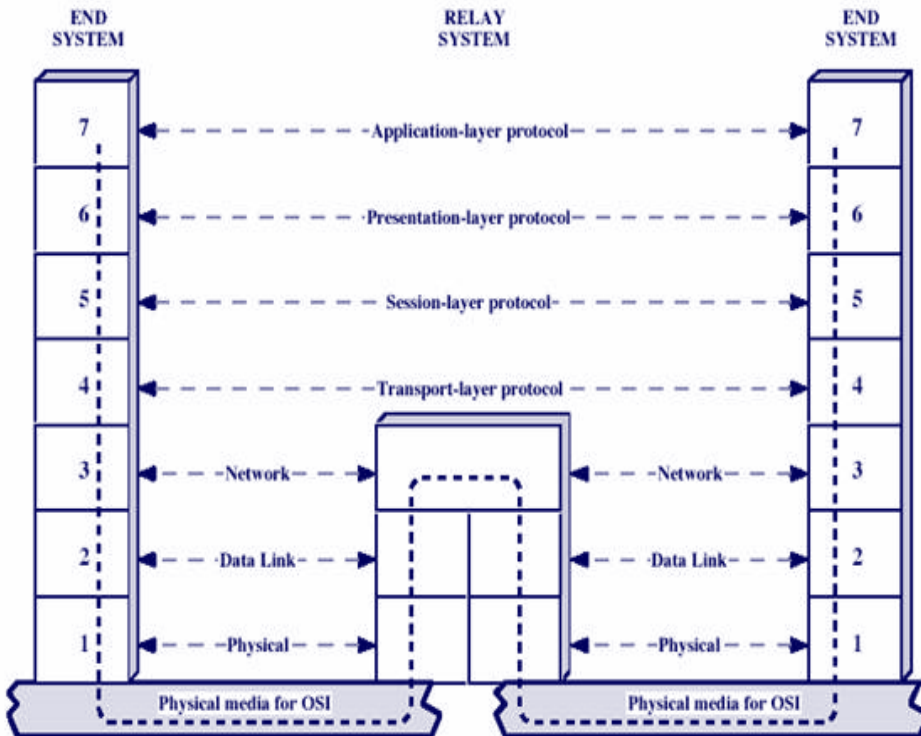 END
SYSTEM
RELAY
SYSTEM
END
SYSTEM
7
Application-layer protocol
7
6
Presentation-layer protocol
6
5
Session-layer protocol
5
4
Transport-layer protocol
4
3
Network
Network
3
2
Data Link
Data Link
2
1
Physical
Physical
1
Physical media for OSI
Physical media for OSI